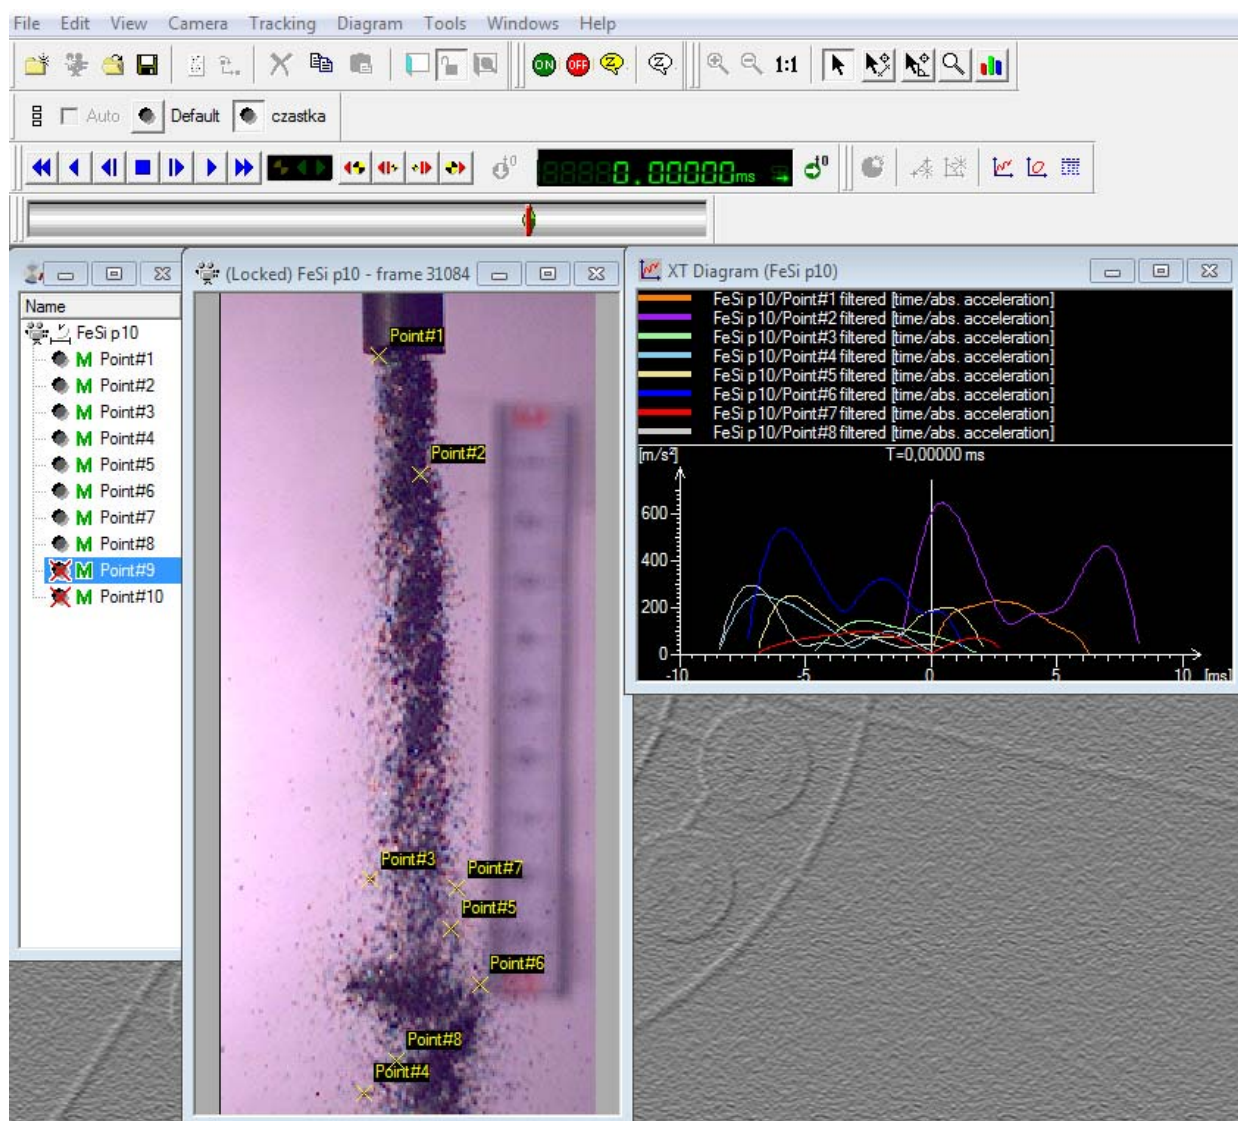 File Edit View Camera Tracking Diagram Tools Windows Help
ON OFF Z Z 1:1
Auto Default czastka
0.00000ms
(Locked) FeSi p10 - frame 31084
XT Diagram (FeSi p10)
Name
FeSi p10
M Point#1
M Point#2
M Point#3
M Point#4
M Point#5
M Point#6
M Point#7
M Point#8
M Point#9
M Point#10
Point#1
Point#2
Point#3
Point#7
Point#5
Point#6
Point#8
Point#4
FeSi p10/Point#1 filtered [time/abs. acceleration]
FeSi p10/Point#2 filtered [time/abs. acceleration]
FeSi p10/Point#3 filtered [time/abs. acceleration]
FeSi p10/Point#4 filtered [time/abs. acceleration]
FeSi p10/Point#5 filtered [time/abs. acceleration]
FeSi p10/Point#6 filtered [time/abs. acceleration]
FeSi p10/Point#7 filtered [time/abs. acceleration]
FeSi p10/Point#8 filtered [time/abs. acceleration]
[m/s²] T=0,00000 ms
600
400
200
0
-10 -5 0 5 10 [ms]